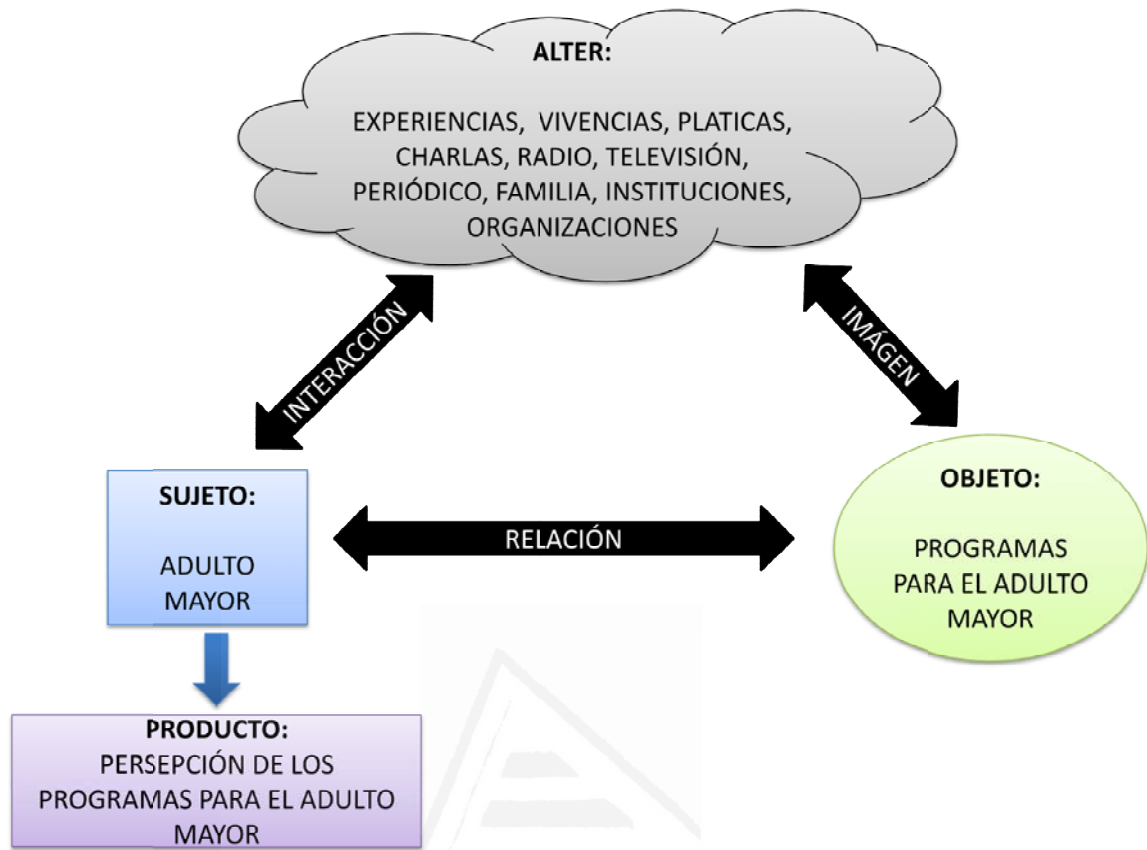 ALTER:
EXPERIENCIAS, VIVENCIAS, PLATICAS,
CHARLAS, RADIO, TELEVISIÓN,
PERIÓDICO, FAMILIA, INSTITUCIONES,
ORGANIZACIONES
INTERACCIÓN
IMÁGEN
SUJETO:
ADULTO
MAYOR
RELACIÓN
OBJETO:
PROGRAMAS
PARA EL ADULTO
MAYOR
PRODUCTO:
PERSEPCIÓN DE LOS
PROGRAMAS PARA EL ADULTO
MAYOR